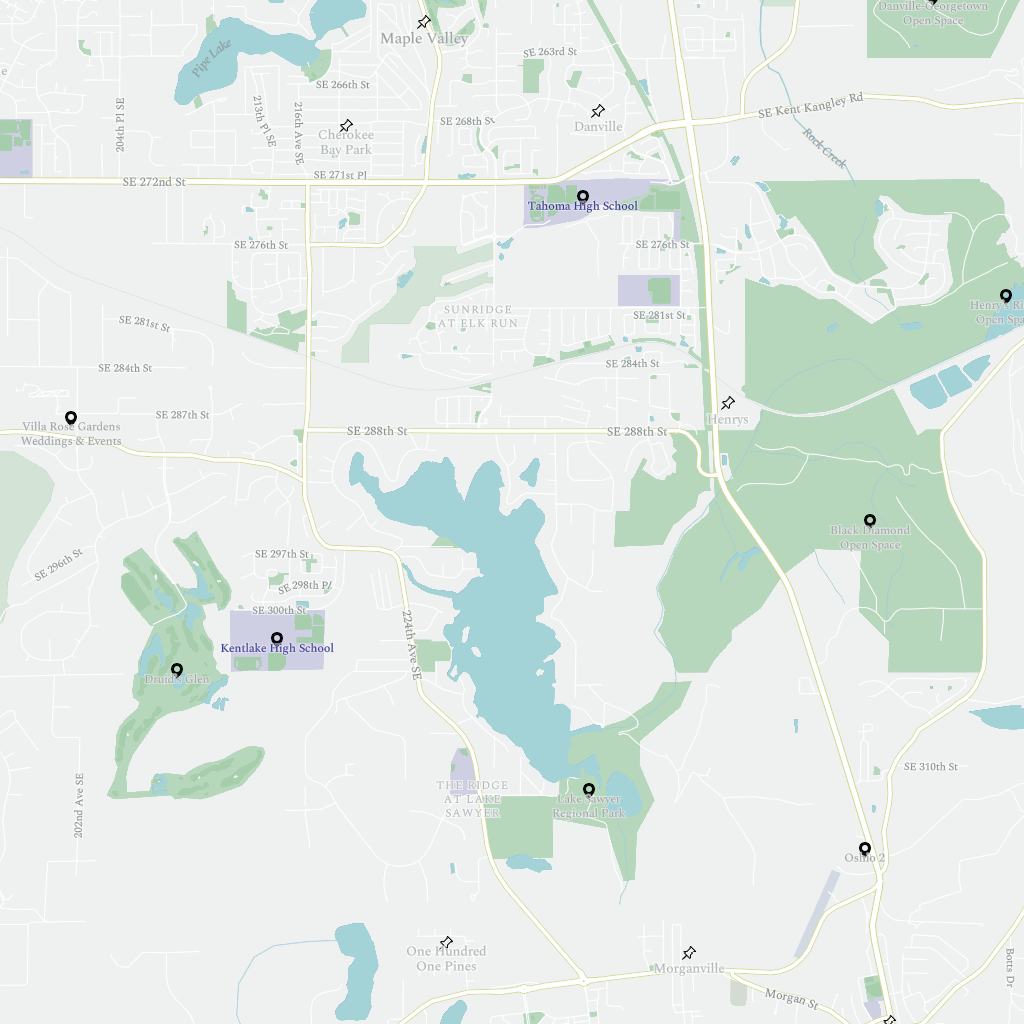 Danville-Georgetown
Open Space
Maple Valley
Pipe Lake
SE 263rd St
SE 266th St
204th Pl SE
213th Pl SE
216th Ave SE
SE Kent Kangley Rd
SE 268th St
Danville
Cherokee
Bay Park
Rock Creek
SE 271st Pl
SE 272nd St
Tahoma High School
SE 276th St
SE 276th St
SUNRIDGE
AT ELK RUN
SE 281st St
SE 281st St
SE 284th St
SE 284th St
SE 287th St
Villa Rose Gardens
Weddings & Events
Henrys
SE 288th St
SE 288th St
Black Diamond
Open Space
SE 296th St
SE 297th St
SE 298th Pl
SE 300th St
Kentlake High School
224th Ave SE
Druids Glen
202nd Ave SE
SE 310th St
THE RIDGE
AT LAKE
SAWYER
Lake Sawyer
Regional Park
Osmo 2
One Hundred
One Pines
Morganville
Morgan St
Botts Dr